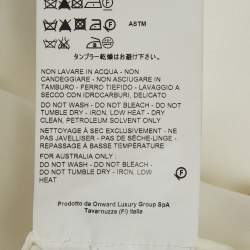 ASTM
タンブラー乾燥はお避け下さい。
NON LAVARE IN ACQUA - NON
CANDEGGIARE - NON ASCIUGARE IN
TAMBURO - FERRO TIEPIDO - LAVAGGIO A
SECCO CON IDROCARBURI, DELICATO
DO NOT WASH - DO NOT BLEACH - DO
NOT TUMBLE DRY - IRON, LOW HEAT - DRY
CLEAN, PETROLEUM SOLVENT ONLY
NETTOYAGE À SEC EXCLUSIVEMENT - NE
PAS JAVELLISER - PAS DE SÈCHE-LINGE -
REPASSAGE A BASSE TEMPÉRATURE
FOR AUSTRALIA ONLY :
DO NOT WASH - DO NOT BLEACH -
DO NOT TUMBLE DRY - IRON, LOW
HEAT -
Prodotto da Onward Luxury Group SpA
Tavarnuzza (FI) Italia